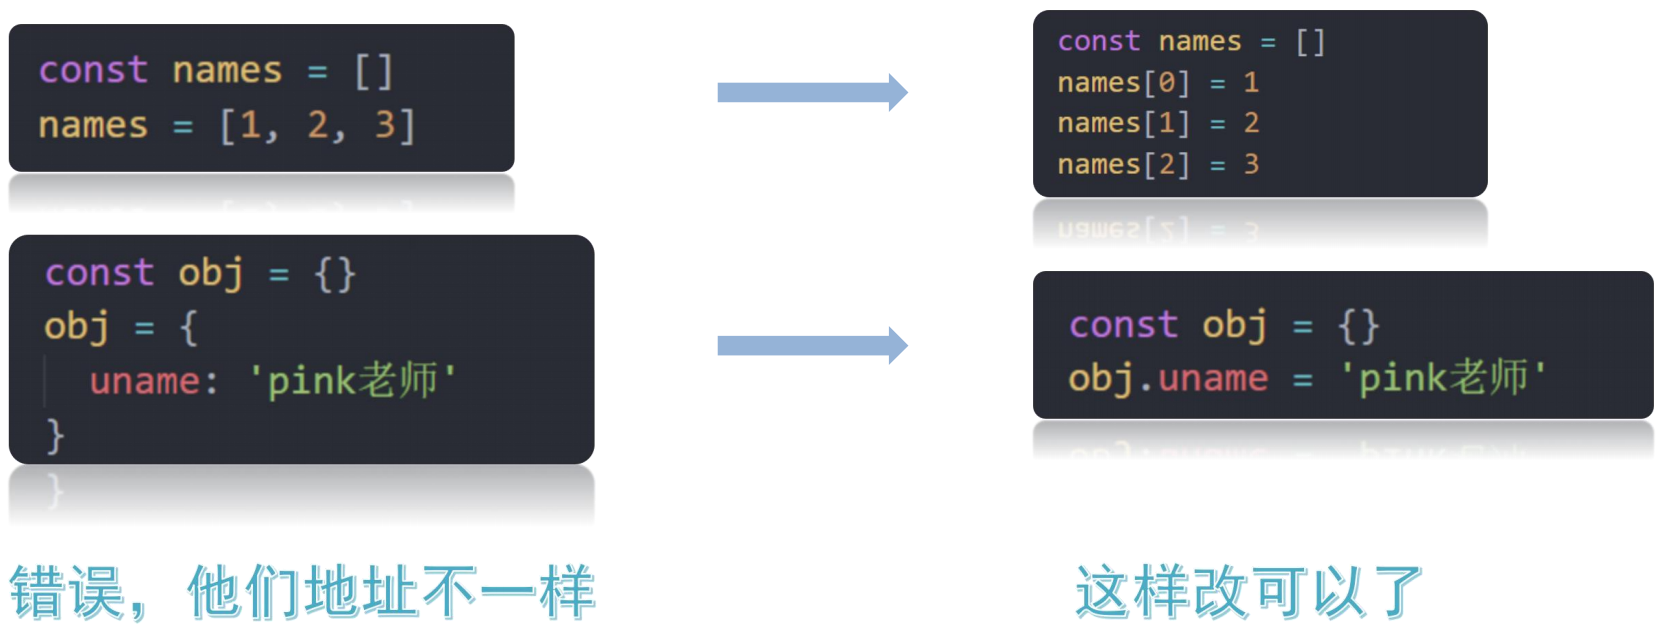 const names = []
names = [1, 2, 3]
const names = []
names[0] = 1
names[1] = 2
names[2] = 3
const obj = {}
obj = {
  uname: 'pink老师'
}
const obj = {}
obj.uname = 'pink老师'
错误，他们地址不一样
这样改可以了